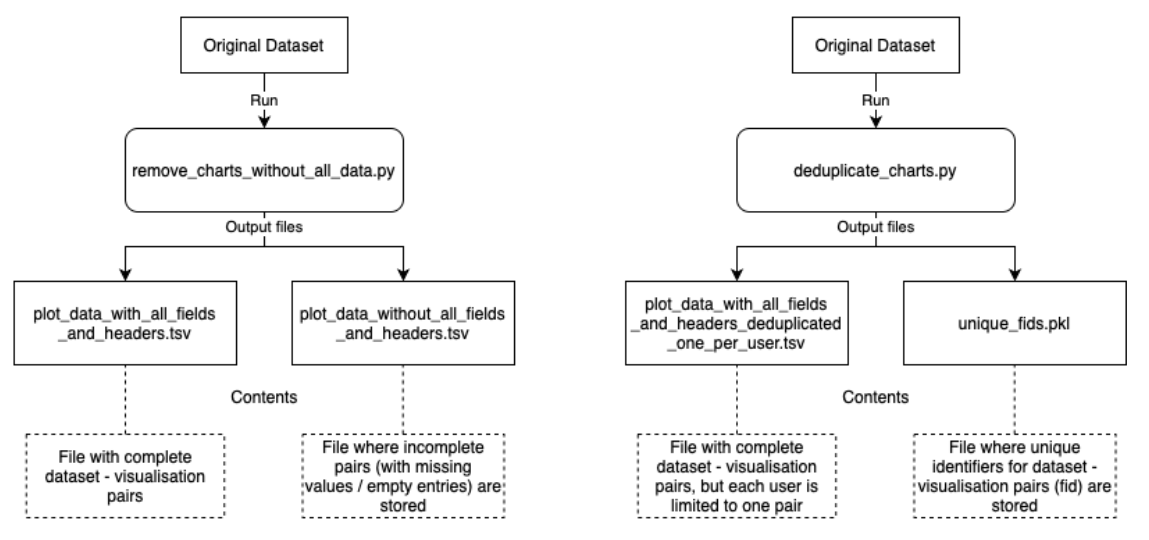 Original Dataset
Run
remove_charts_without_all_data.py
Output files
plot_data_with_all_fields
_and_headers.tsv
plot_data_without_all_fields
_and_headers.tsv
Contents
File with complete
dataset - visualisation
pairs
File where incomplete
pairs (with missing
values / empty entries) are
stored
Original Dataset
Run
deduplicate_charts.py
Output files
plot_data_with_all_fields
_and_headers_deduplicated
_one_per_user.tsv
unique_fids.pkl
Contents
File with complete
dataset - visualisation
pairs, but each user is
limited to one pair
File where unique
identifiers for dataset -
visualisation pairs (fid) are
stored